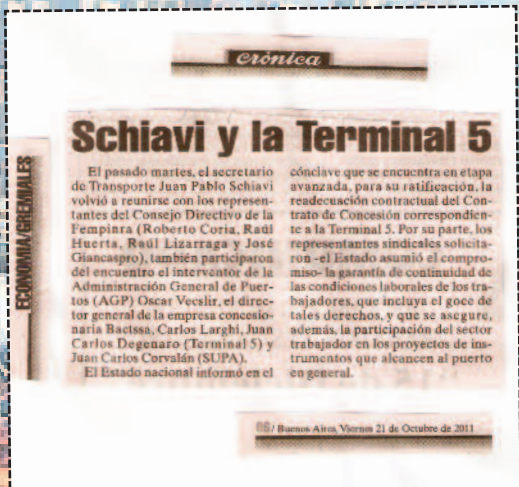 Crónica
Schiavi y la Terminal 5
ECONOMIA/GREMIALES
El pasado martes, el secretario
de Transporte Juan Pablo Schiavi
volvió a reunirse con los represen-
tantes del Consejo Directivo de la
Fempinra (Roberto Coria, Raúl
Huerta, Raúl Lizarraga y José
Giancaspro), también participaron
del encuentro el interventor de la
Administración General de Puer-
tos (AGP) Oscar Vecslir, el direc-
tor general de la empresa concesio-
naria Bactssa, Carlos Larghi, Juan
Carlos Degenaro (Terminal 5) y
Juan Carlos Corvalán (SUPA).
El Estado nacional informó en el
cónclave que se encuentra en etapa
avanzada, para su ratificación, la
readecuación contractual del Con-
trato de Concesión correspondien-
te a la Terminal 5. Por su parte, los
representantes sindicales solicita-
ron -el Estado asumió el compro-
miso- la garantía de continuidad de
las condiciones laborales de los tra-
bajadores, que incluya el goce de
tales derechos, y que se asegure,
además, la participación del sector
trabajador en los proyectos de ins-
trumentos que alcancen al puerto
en general.
/ Buenos Aires, Viernes 21 de Octubre de 2011